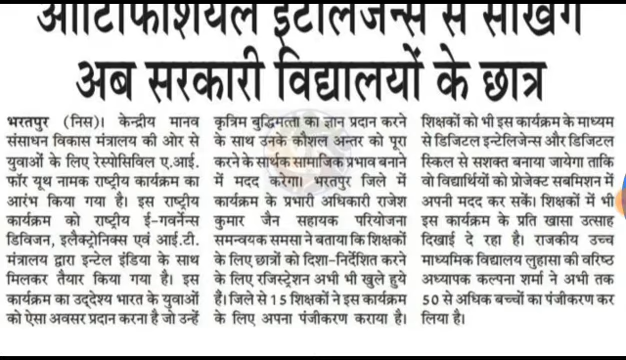 आर्टिफिशियल इंटेलिजेन्स से सीखेंगे
अब सरकारी विद्यालयों के छात्र
भरतपुर (निस)। केन्द्रीय मानव
संसाधन विकास मंत्रालय की ओर से
युवाओं के लिए रेस्पोसिविल ए.आई.
फॉर यूथ नामक राष्ट्रीय कार्यक्रम का
आरंभ किया गया है। इस राष्ट्रीय
कार्यक्रम को राष्ट्रीय ई-गवर्नेन्स
डिविजन, इलैक्ट्रोनिक्स एवं आई.टी.
मंत्रालय द्वारा इन्टेल इंडिया के साथ
मिलकर तैयार किया गया है। इस
कार्यक्रम का उद्देश्य भारत के युवाओं
को ऐसा अवसर प्रदान करना है जो उन्हें
कृत्रिम बुद्धिमत्ता का ज्ञान प्रदान करने
के साथ उनके कौशल अन्तर को पूरा
करने के सार्थक सामाजिक प्रभाव बनाने
में मदद करेगा। भरतपुर जिले में
कार्यक्रम के प्रभारी अधिकारी राजेश
कुमार जैन सहायक परियोजना
समन्वयक समसा ने बताया कि शिक्षकों
के लिए छात्रों को दिशा-निर्देशित करने
के लिए रजिस्ट्रेशन अभी भी खुले हुये
हैं। जिले से 15 शिक्षकों ने इस कार्यक्रम
के लिए अपना पंजीकरण कराया है।
शिक्षकों को भी इस कार्यक्रम के माध्यम
से डिजिटल इन्टेलिजेन्स और डिजिटल
स्किल से सशक्त बनाया जायेगा ताकि
वो विद्यार्थियों को प्रोजेक्ट सबमिशन में
अपनी मदद कर सकें। शिक्षकों में भी
इस कार्यक्रम के प्रति खासा उत्साह
दिखाई दे रहा है। राजकीय उच्च
माध्यमिक विद्यालय लुहासा की वरिष्ठ
अध्यापक कल्पना शर्मा ने अभी तक
50 से अधिक बच्चों का पंजीकरण कर
लिया है।